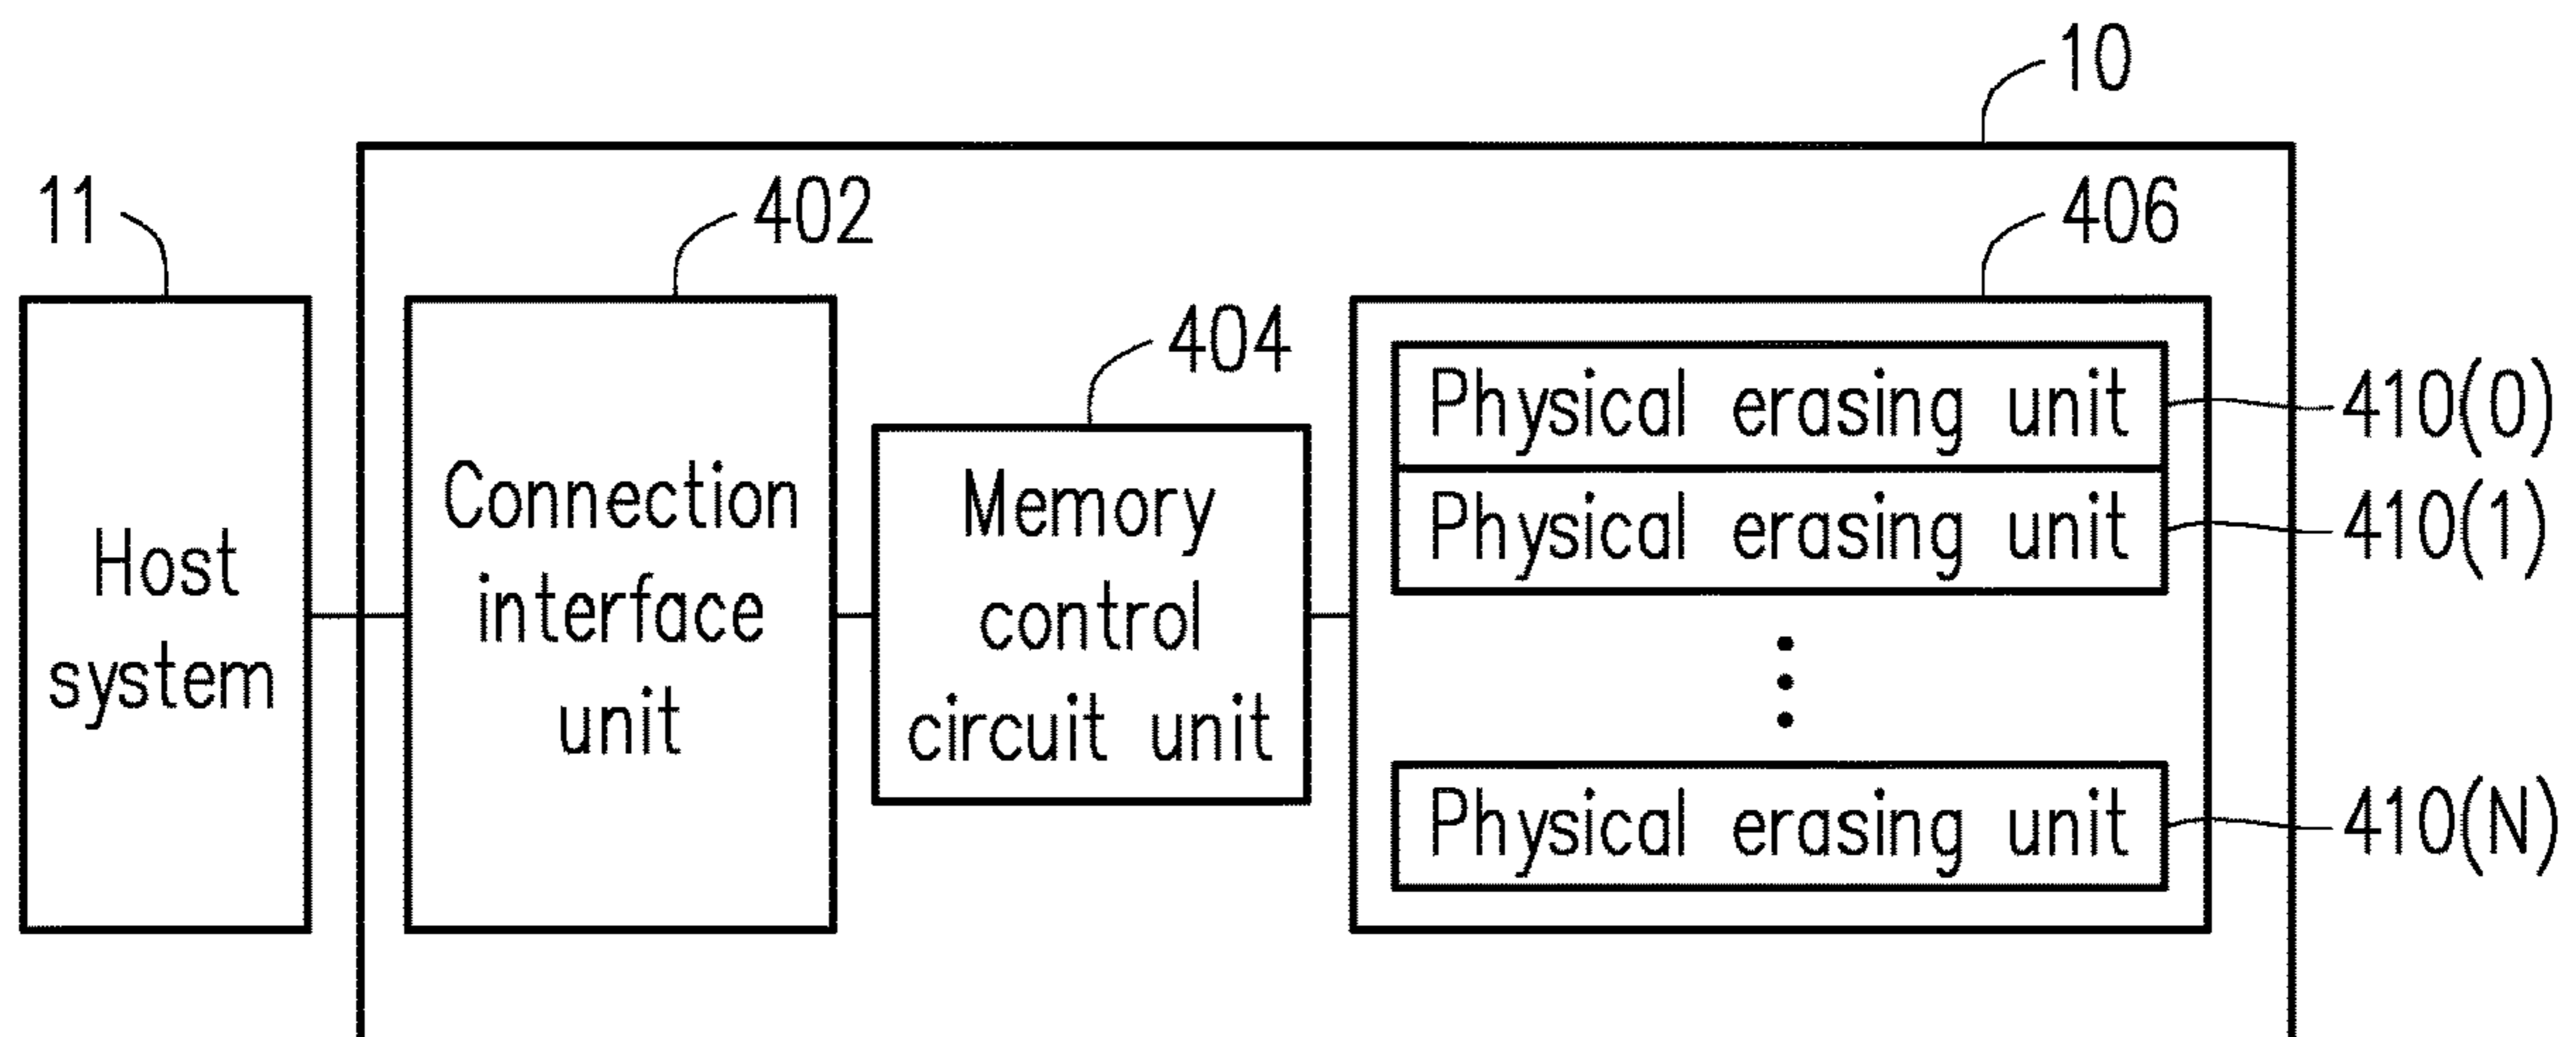 10
11
402
406
404
Physical erasing unit
410(0)
Physical erasing unit
410(1)
Connection
interface
unit
Memory
control
circuit unit
Host
system
Physical erasing unit
410(N)